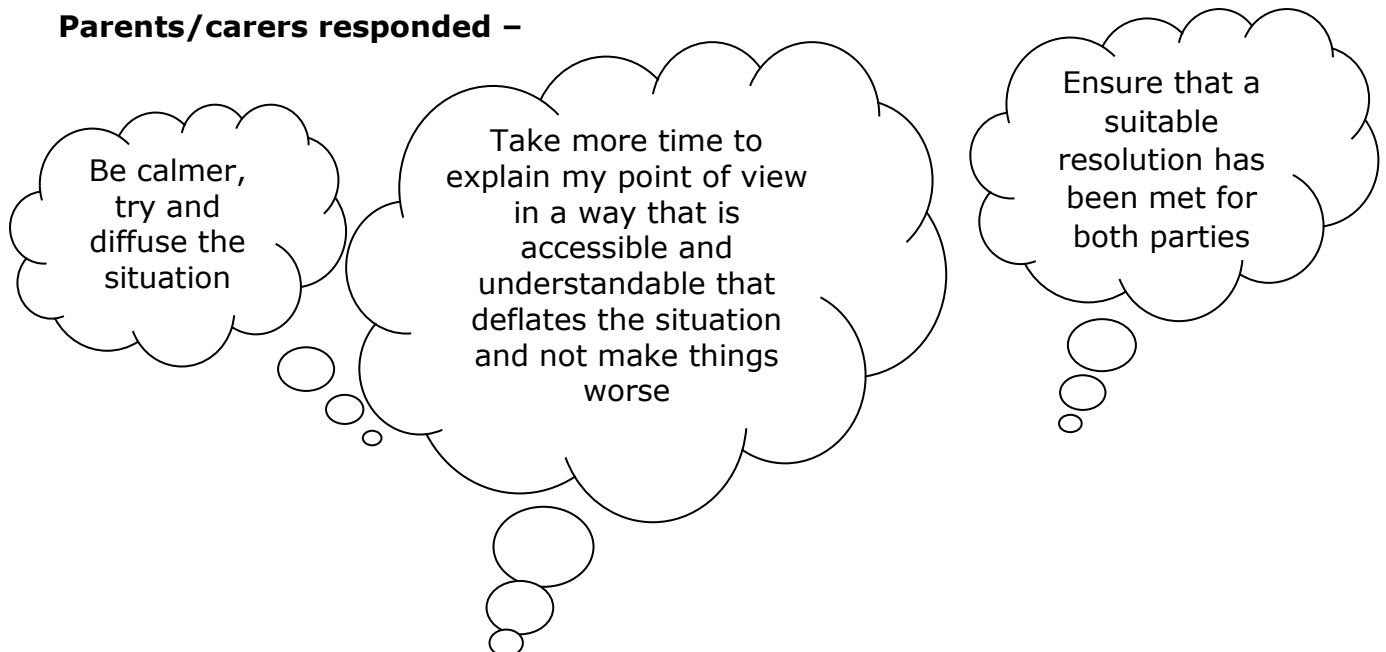 Parents/carers responded –
Be calmer,
try and
diffuse the
situation
Take more time to
explain my point of view
in a way that is
accessible and
understandable that
deflates the situation
and not make things
worse
Ensure that a
suitable
resolution has
been met for
both parties